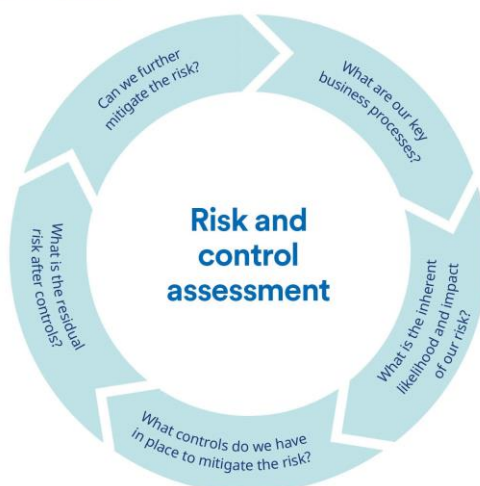 Risk and
control
assessment
What are our key
business processes?
What is the inherent
likelihood and impact
of our risk?
What controls do we have
in place to mitigate the risk?
What is the residual
risk after controls?
Can we further
mitigate the risk?